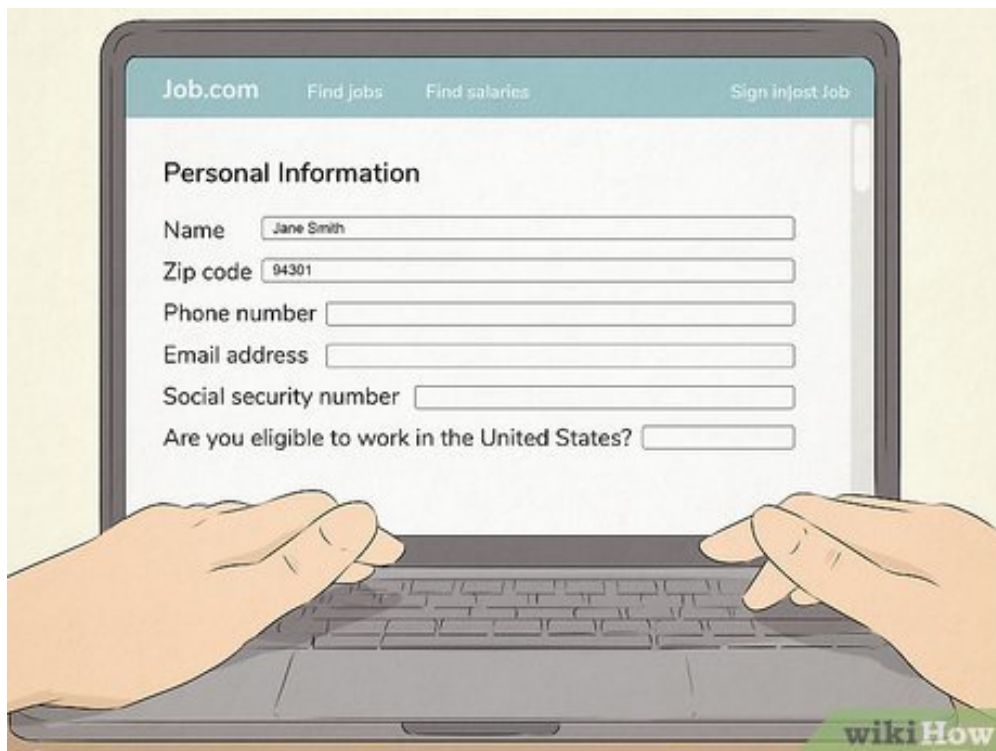 Job.com Find jobs Find salaries Sign in|ost Job
Personal Information
Name Jane Smith
Zip code 94301
Phone number
Email address
Social security number
Are you eligible to work in the United States?
wikiHow